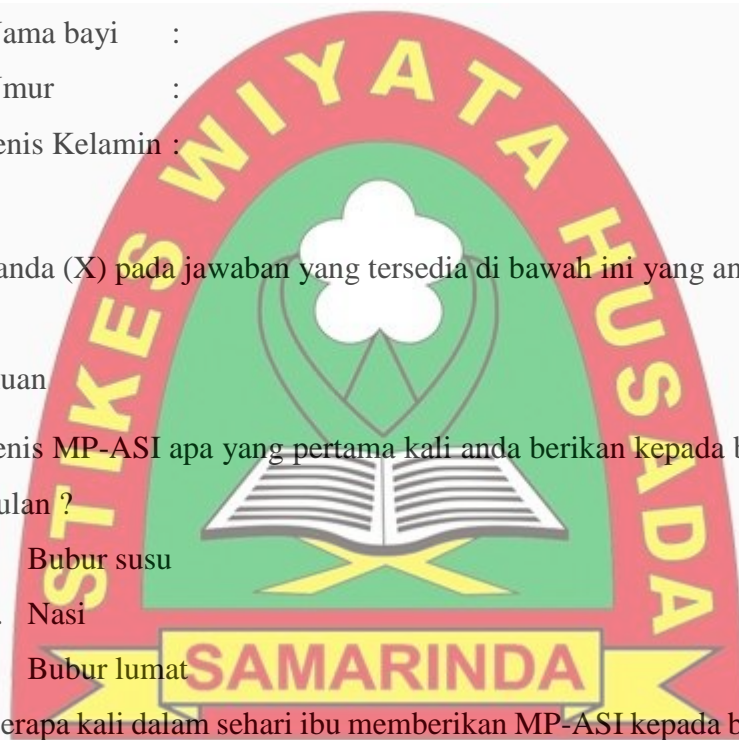 Nama bayi :
Umur :
enis Kelamin :
anda (X) pada jawaban yang tersedia di bawah ini yang an
uan
enis MP-ASI apa yang pertama kali anda berikan kepada b
ulan ?
Bubur susu
. Nasi
Bubur lumat
erapa kali dalam sehari ibu memberikan MP-ASI kepada b
STIKES WIYATA HUSADA
SAMARINDA